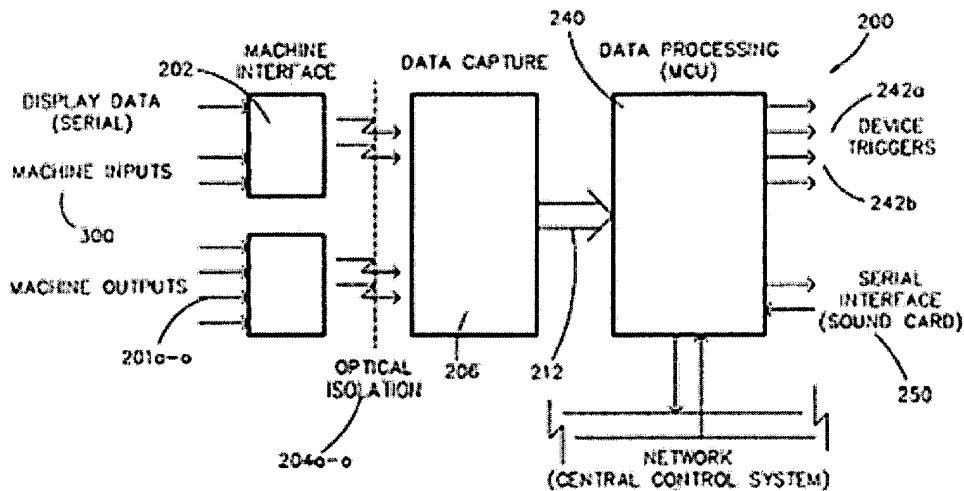 240
200
MACHINE
INTERFACE
202
DATA CAPTURE
DATA PROCESSING
(MCU)
DISPLAY DATA
(SERIAL)
242a
DEVICE
TRIGGERS
MACHINE INPUTS
242b
300
MACHINE OUTPUTS
SERIAL
INTERFACE
(SOUND CARD)
201a-o
OPTICAL
ISOLATION
206
212
250
204a-o
NETWORK
(CENTRAL CONTROL SYSTEM)